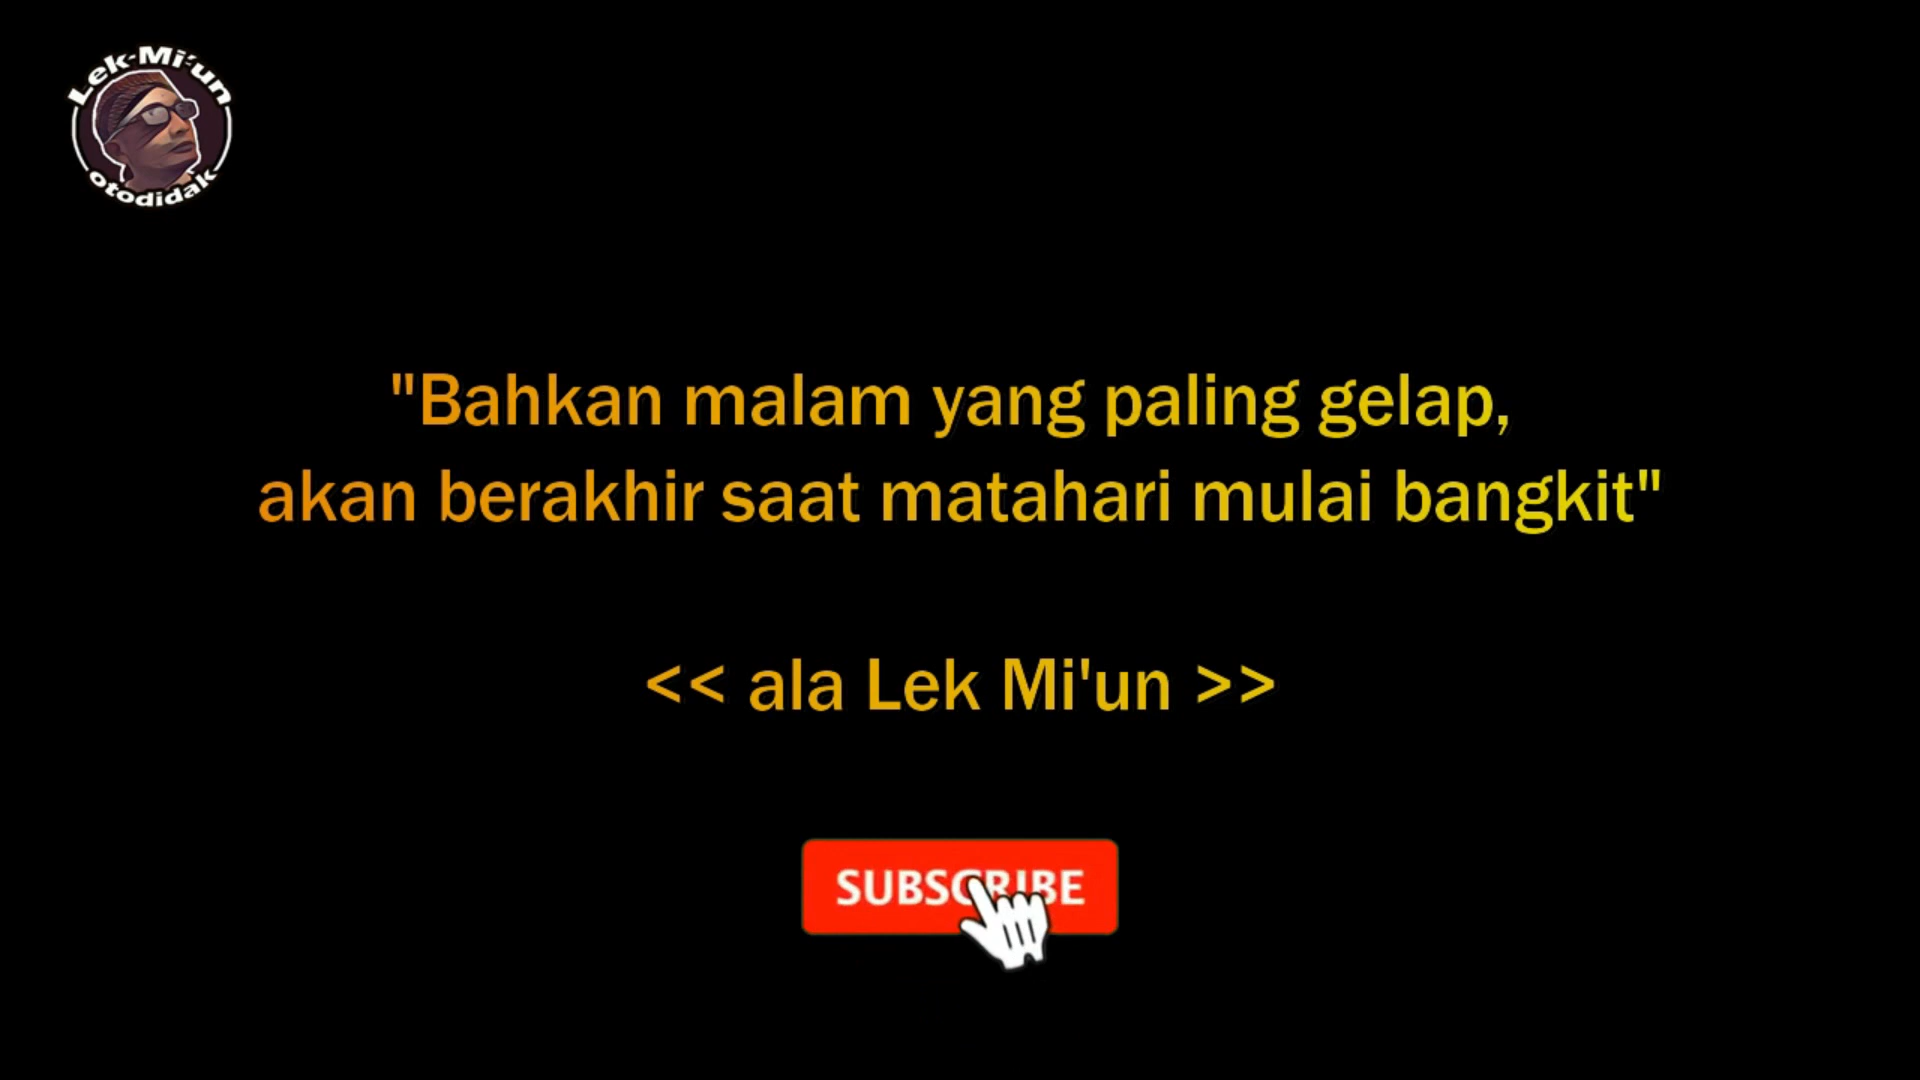 Lek-Mi'un
otodidak
"Bahkan malam yang paling gelap,
akan berakhir saat matahari mulai bangkit"
<< ala Lek Mi'un >>
SUBSCRIBE